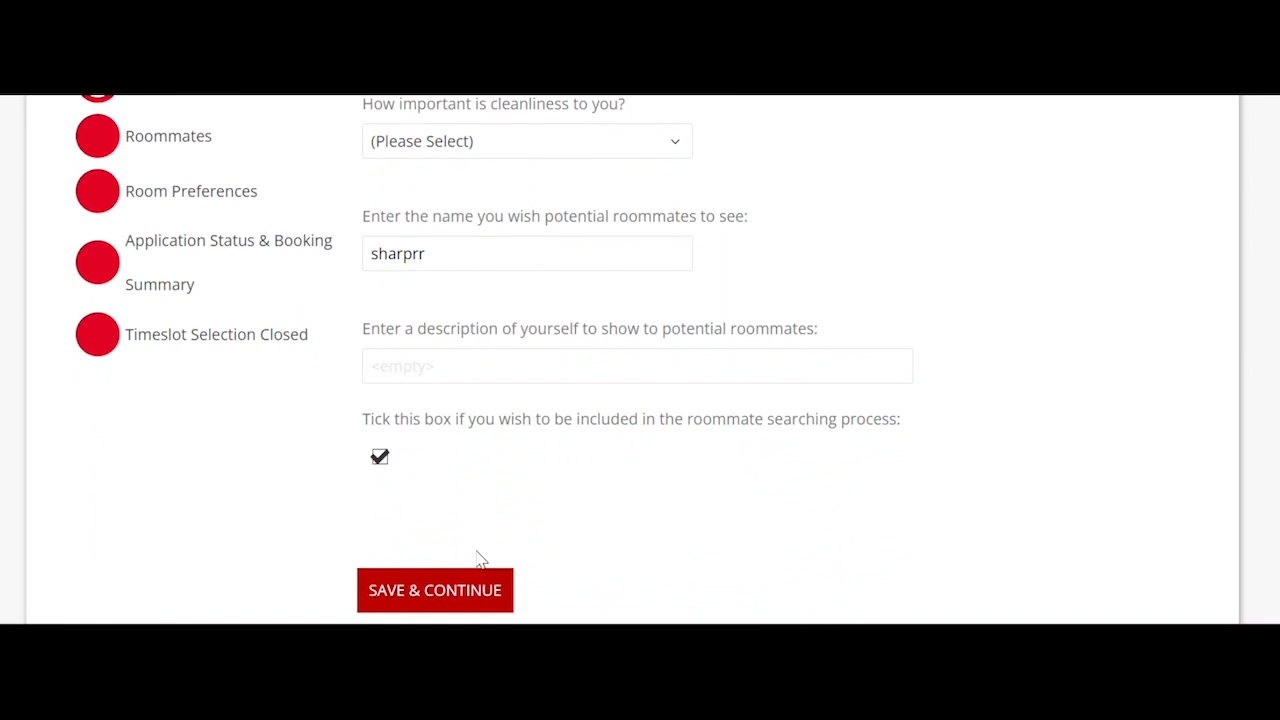 Roommates
Room Preferences
Application Status & Booking
Summary
Timeslot Selection Closed
How important is cleanliness to you?
(Please Select)
Enter the name you wish potential roommates to see:
sharprr
Enter a description of yourself to show to potential roommates:
<empty>
Tick this box if you wish to be included in the roommate searching process:
SAVE & CONTINUE